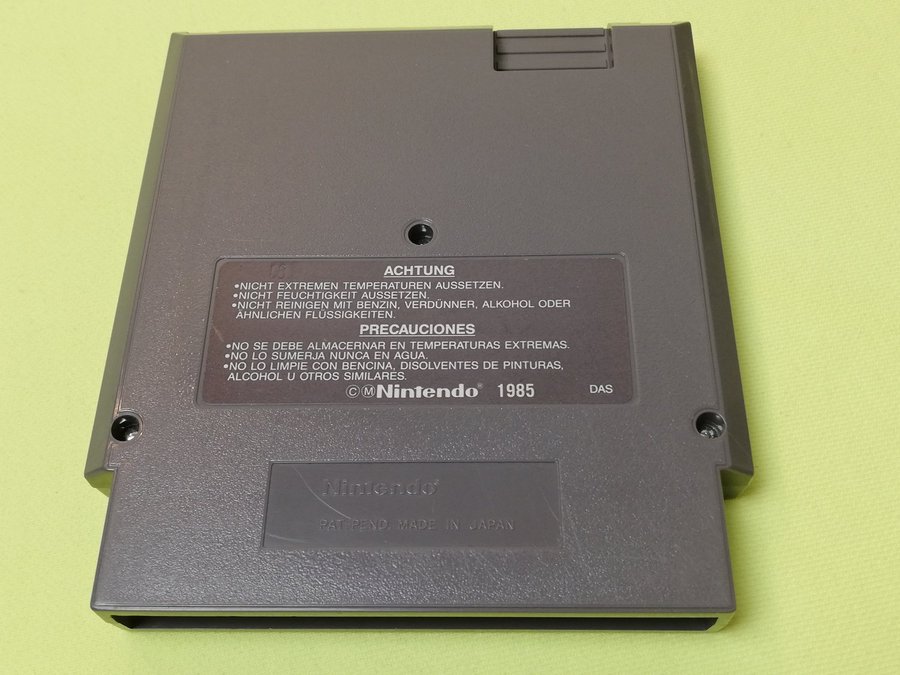 ACHTUNG
•NICHT EXTREMEN TEMPERATUREN AUSSETZEN.
•NICHT FEUCHTIGKEIT AUSSETZEN.
•NICHT REINIGEN MIT BENZIN, VERDÜNNER, ALKOHOL ODER
ÄHNLICHEN FLÜSSIGKEITEN.
PRECAUCIONES
•NO SE DEBE ALMACERNAR EN TEMPERATURAS EXTREMAS.
•NO LO SUMERJA NUNCA EN AGUA.
•NO LO LIMPIE CON BENCINA, DISOLVENTES DE PINTURAS,
ALCOHOL U OTROS SIMILARES.
©Ⓜ Nintendo® 1985 DAS
Nintendo®
PAT. PEND. MADE IN JAPAN